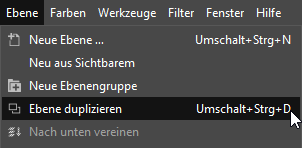 Ebene Farben Werkzeuge Filter Fenster Hilfe
Neue Ebene ... Umschalt+Strg+N
Neu aus Sichtbarem
Neue Ebenengruppe
Ebene duplizieren Umschalt+Strg+D
Nach unten vereinen